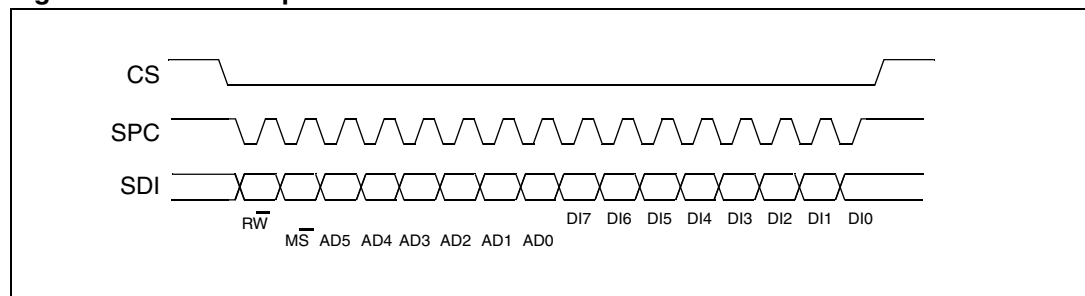 CS
SPC
SDI
RW̅ DI7 DI6 DI5 DI4 DI3 DI2 DI1 DI0
MS̅ AD5 AD4 AD3 AD2 AD1 AD0